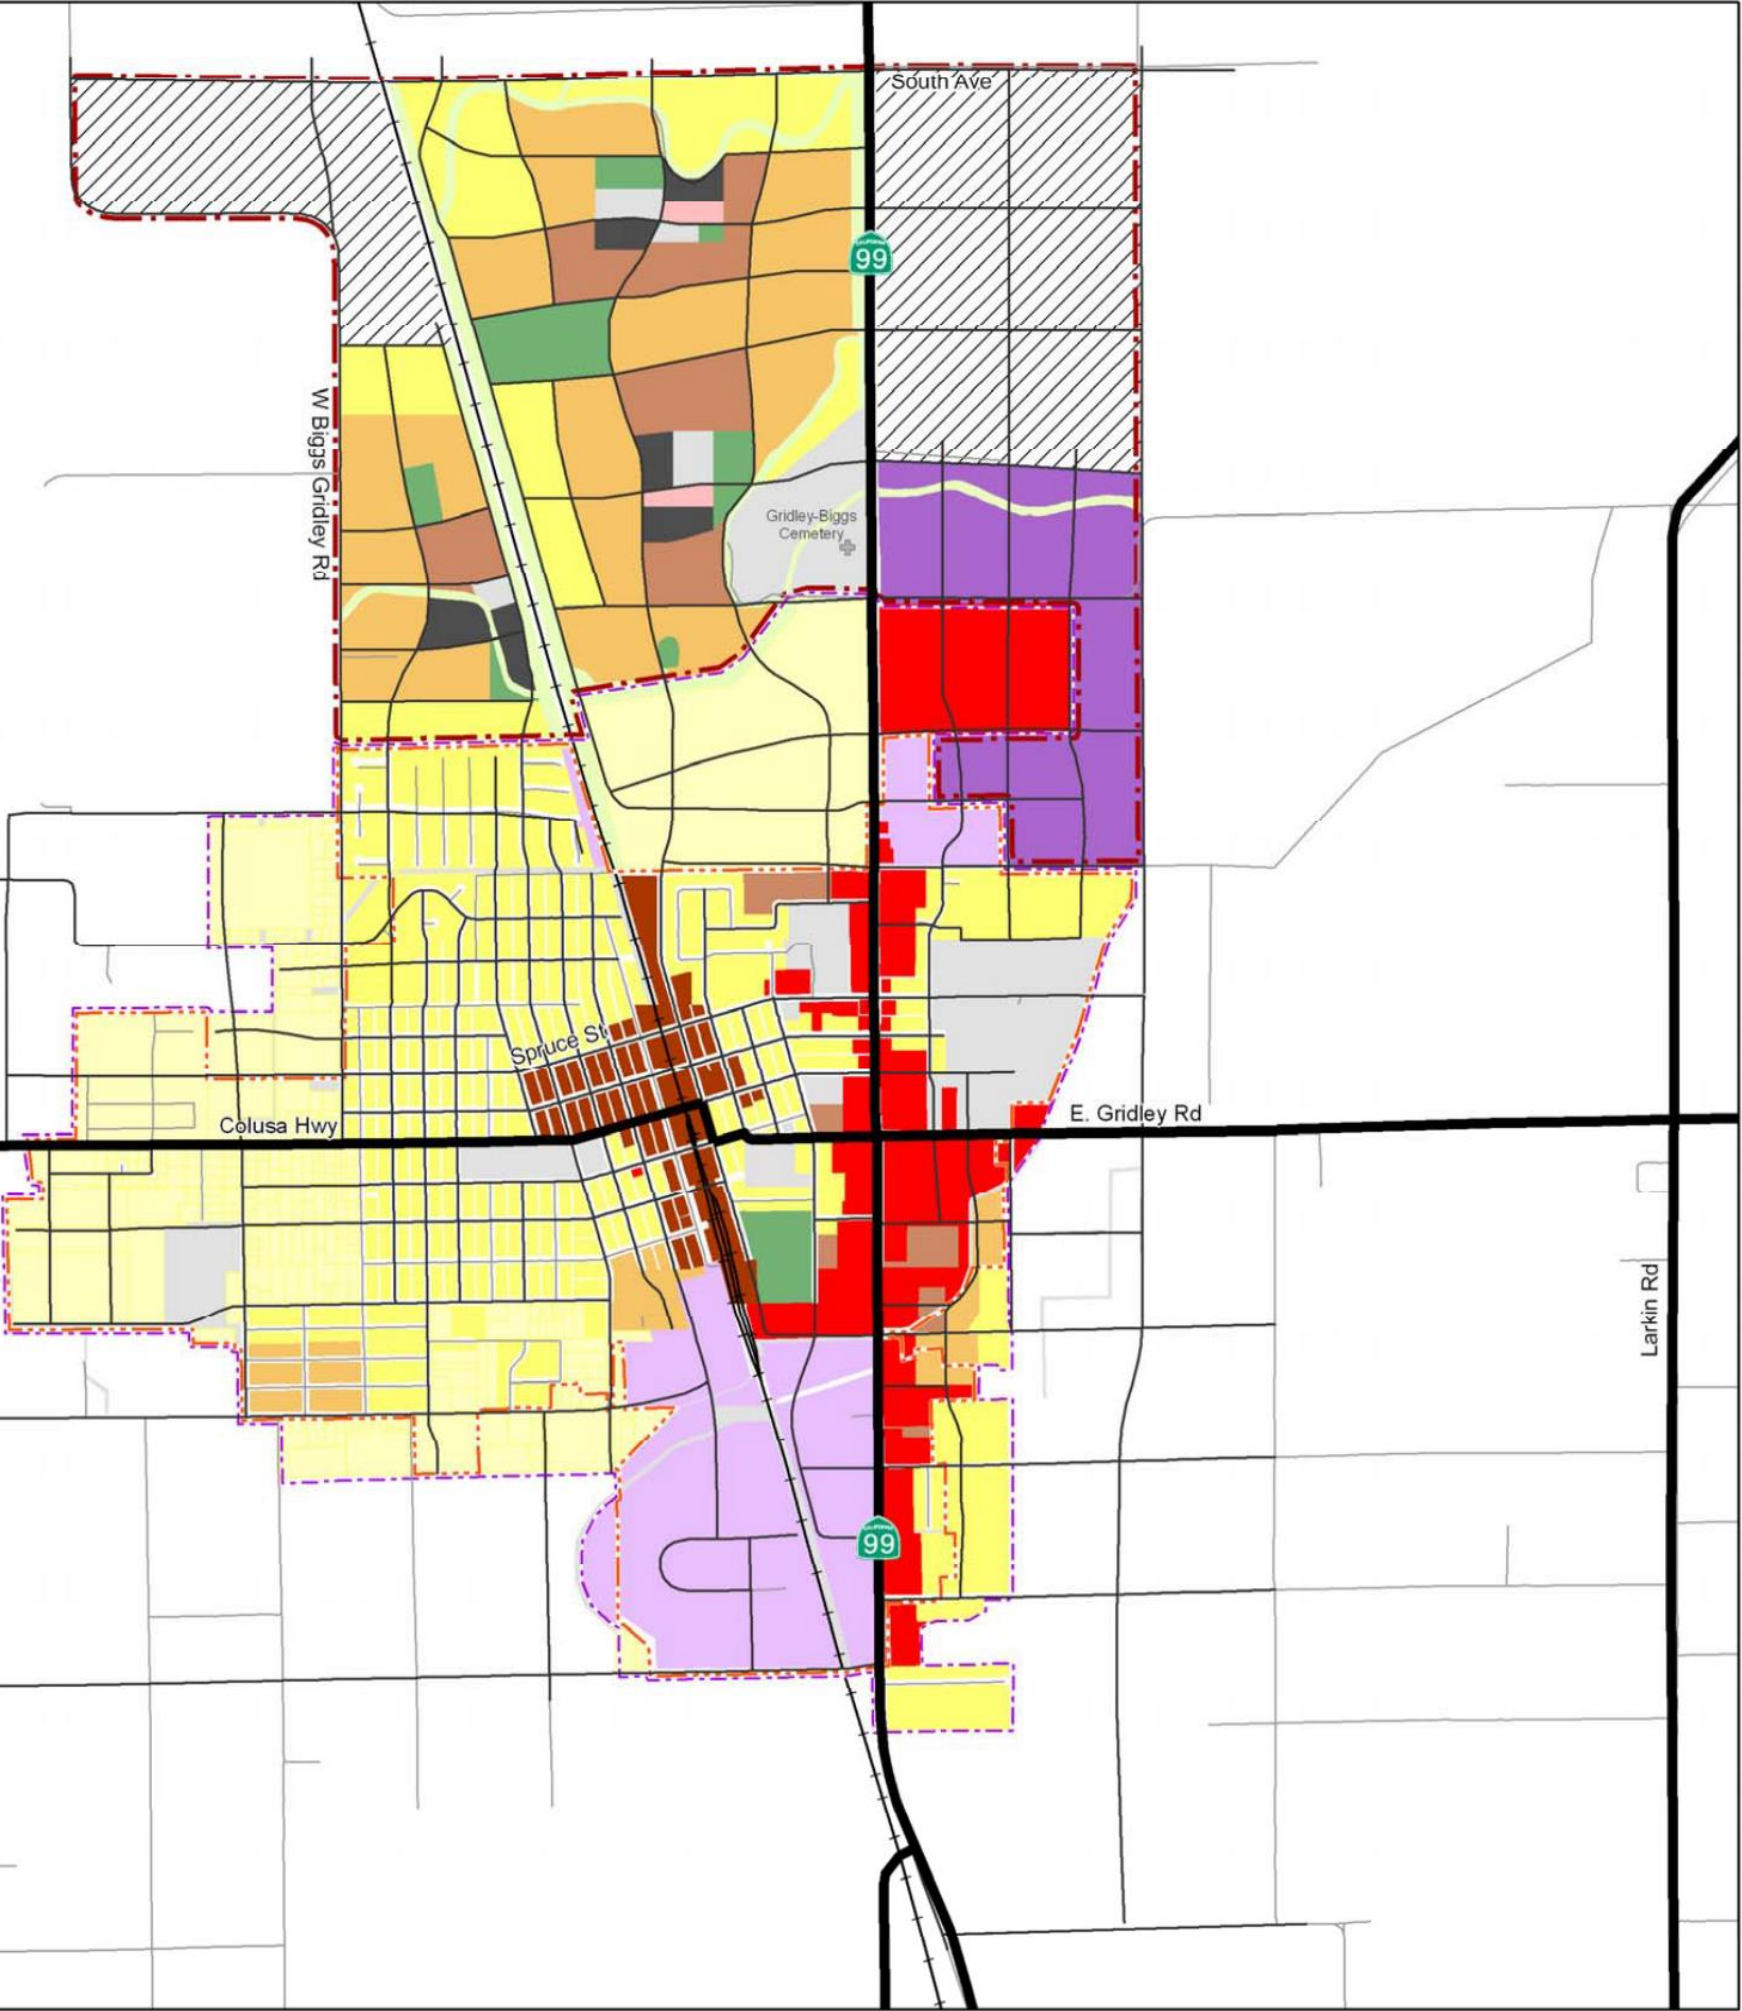 South Ave
99
W Biggs Gridley Rd
Gridley-Biggs
Cemetery
Spruce St
Colusa Hwy
E. Gridley Rd
Larkin Rd
99